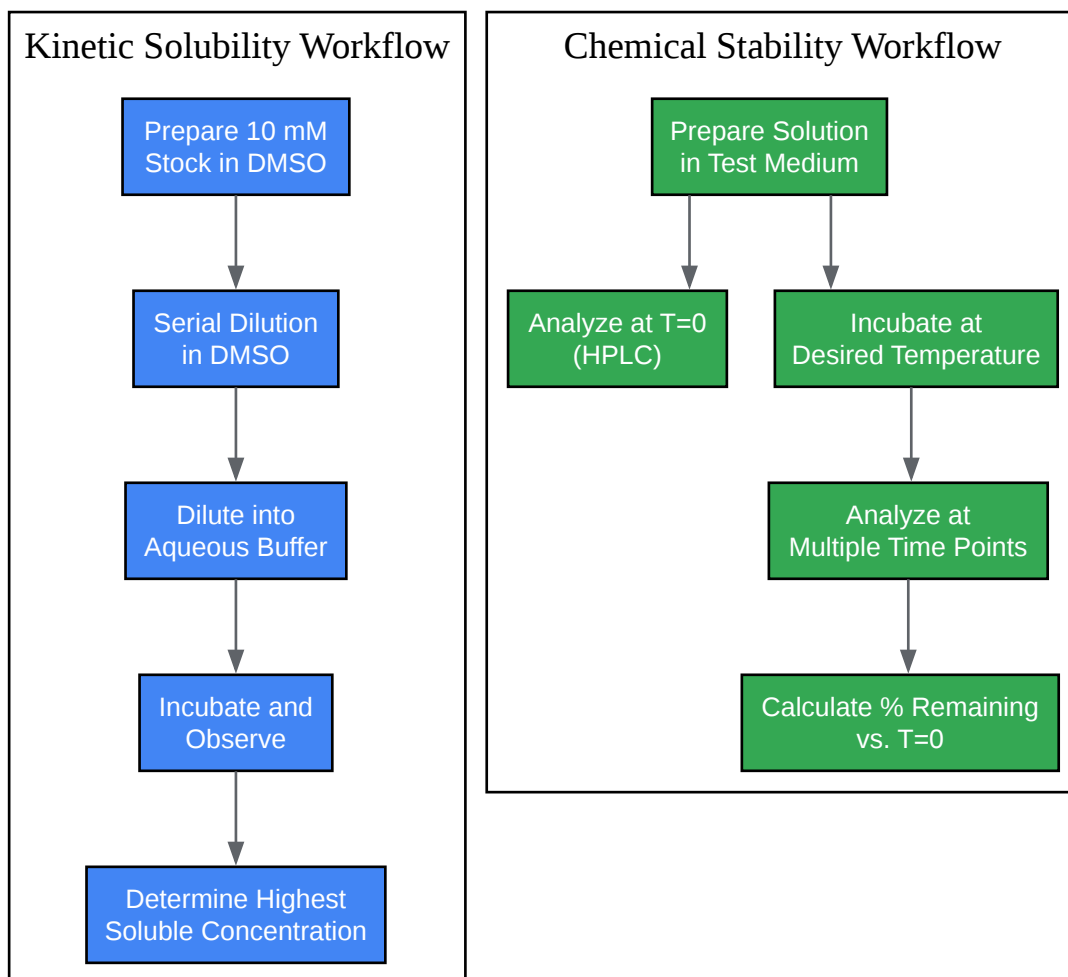 Kinetic Solubility Workflow
Prepare 10 mM
Stock in DMSO
Serial Dilution
in DMSO
Dilute into
Aqueous Buffer
Incubate and
Observe
Determine Highest
Soluble Concentration
Chemical Stability Workflow
Prepare Solution
in Test Medium
Analyze at T=0
(HPLC)
Incubate at
Desired Temperature
Analyze at
Multiple Time Points
Calculate % Remaining
vs. T=0